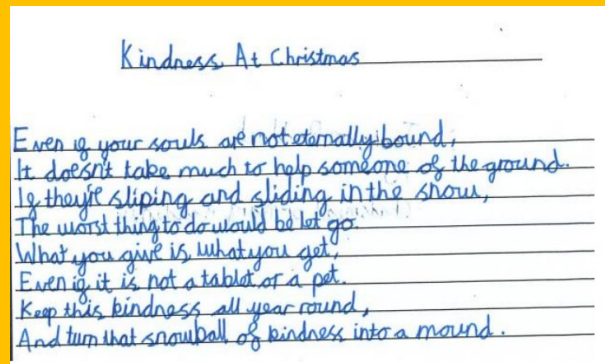 Kindness At Christmas
Even if your souls are not eternally bound,
It doesn't take much to help someone of the ground.
If they're sliping and sliding in the snow,
The worst thing to do would be let go.
What you give is what you get,
Even if it is not a tablet or a pet.
Keep this kindness all year round,
And turn that snowball of kindness into a mound.